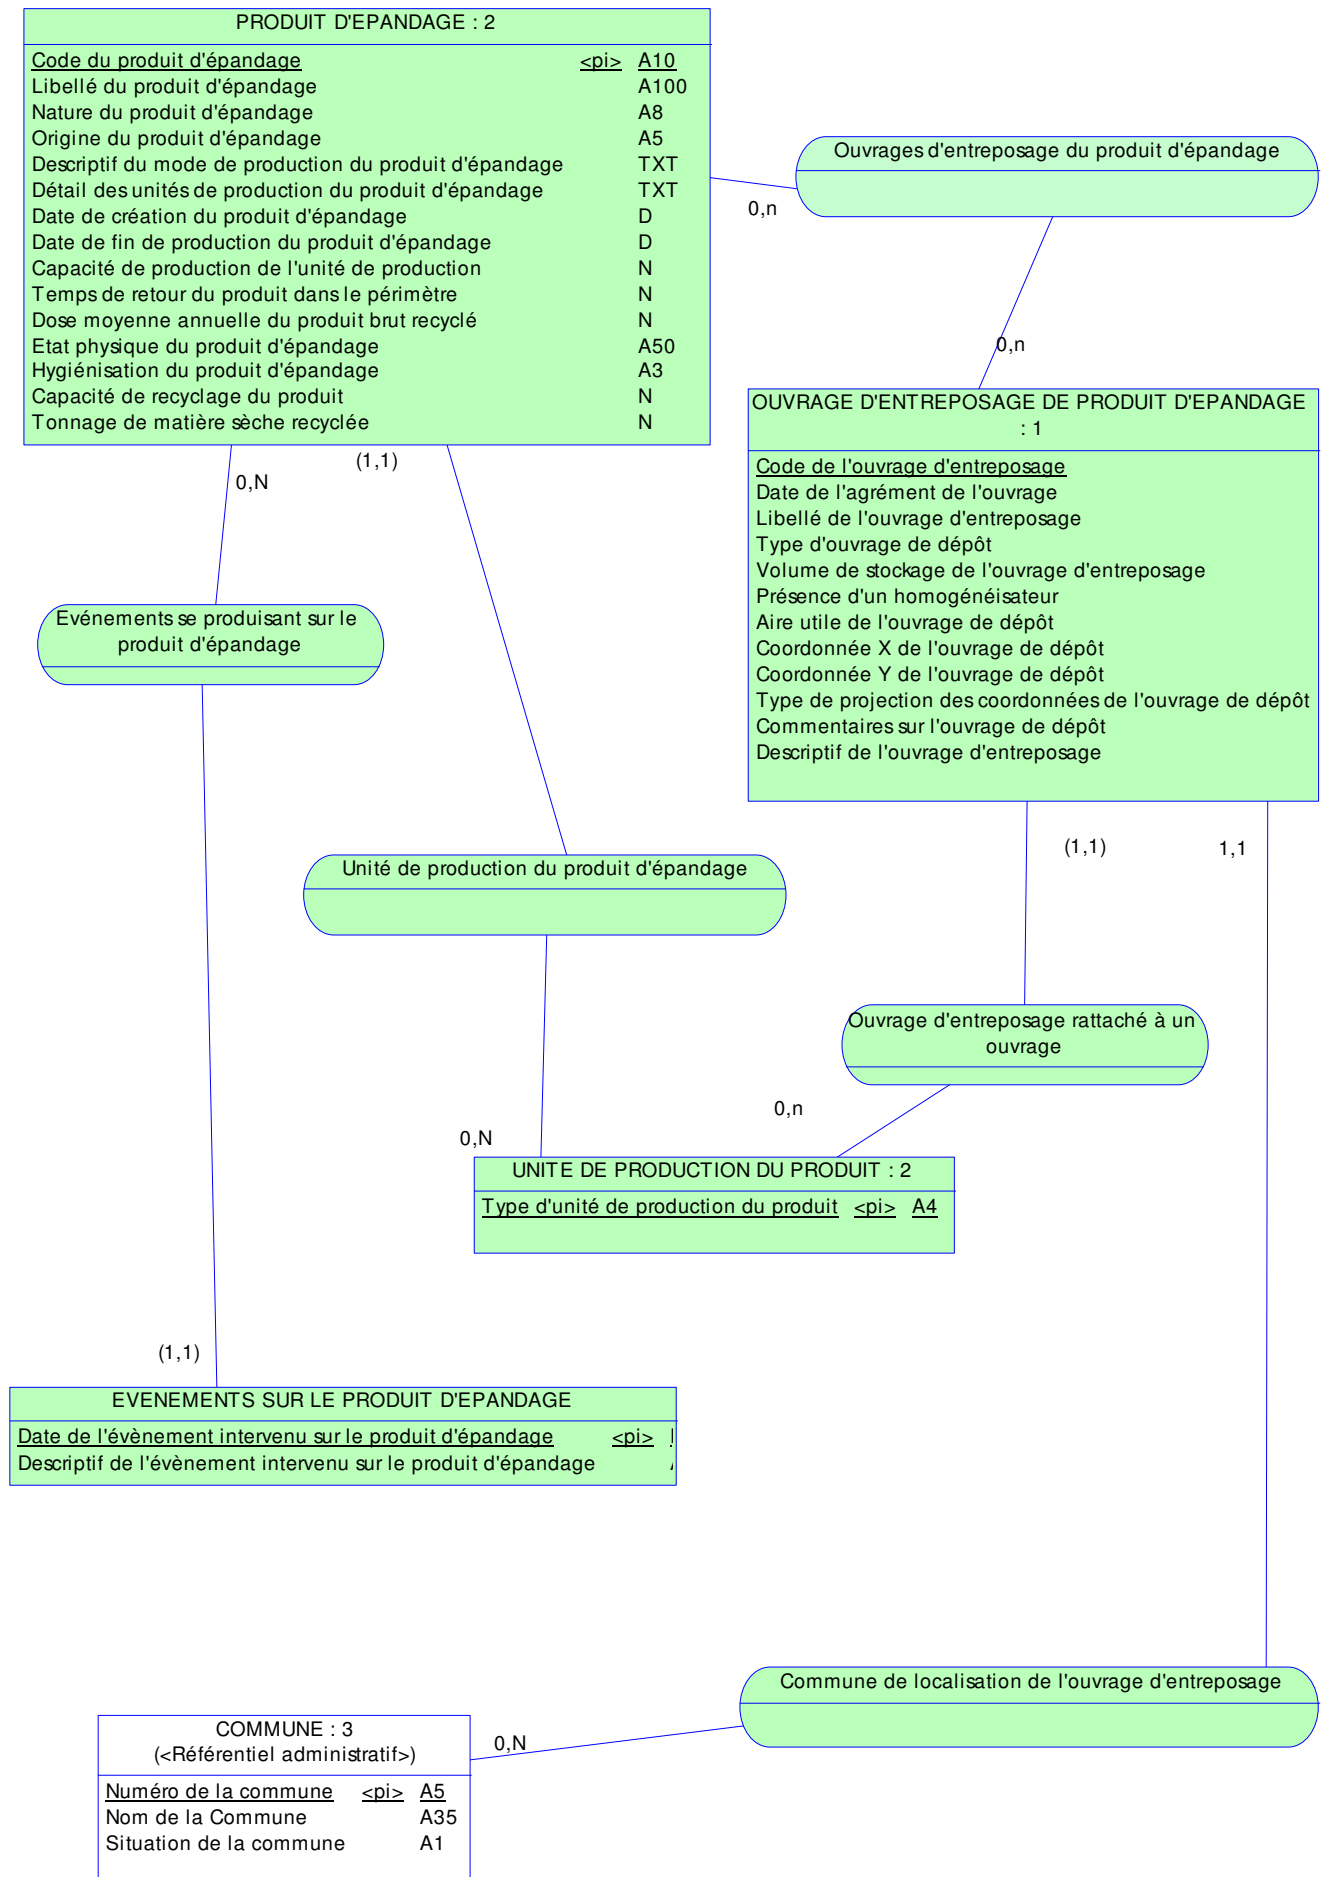 PRODUIT D'EPANDAGE : 2
Code du produit d'épandage <pi> A10
Libellé du produit d'épandage A100
Nature du produit d'épandage A8
Origine du produit d'épandage A5
Descriptif du mode de production du produit d'épandage TXT
Détail des unités de production du produit d'épandage TXT
Date de création du produit d'épandage D
Date de fin de production du produit d'épandage D
Capacité de production de l'unité de production N
Temps de retour du produit dans le périmètre N
Dose moyenne annuelle du produit brut recyclé N
Etat physique du produit d'épandage A50
Hygiénisation du produit d'épandage A3
Capacité de recyclage du produit N
Tonnage de matière sèche recyclée N
Ouvrages d'entreposage du produit d'épandage
0,n
0,n
OUVRAGE D'ENTREPOSAGE DE PRODUIT D'EPANDAGE
: 1
Code de l'ouvrage d'entreposage
Date de l'agrément de l'ouvrage
Libellé de l'ouvrage d'entreposage
Type d'ouvrage de dépôt
Volume de stockage de l'ouvrage d'entreposage
Présence d'un homogénéisateur
Aire utile de l'ouvrage de dépôt
Coordonnée X de l'ouvrage de dépôt
Coordonnée Y de l'ouvrage de dépôt
Type de projection des coordonnées de l'ouvrage de dépôt
Commentaires sur l'ouvrage de dépôt
Descriptif de l'ouvrage d'entreposage
(1,1)
0,N
Evénements se produisant sur le
produit d'épandage
Unité de production du produit d'épandage
(1,1)
1,1
Ouvrage d'entreposage rattaché à un
ouvrage
0,n
0,N
UNITE DE PRODUCTION DU PRODUIT : 2
Type d'unité de production du produit <pi> A4
(1,1)
EVENEMENTS SUR LE PRODUIT D'EPANDAGE
Date de l'évènement intervenu sur le produit d'épandage <pi>
Descriptif de l'évènement intervenu sur le produit d'épandage
Commune de localisation de l'ouvrage d'entreposage
0,N
COMMUNE : 3
(<Référentiel administratif>)
Numéro de la commune <pi> A5
Nom de la Commune A35
Situation de la commune A1